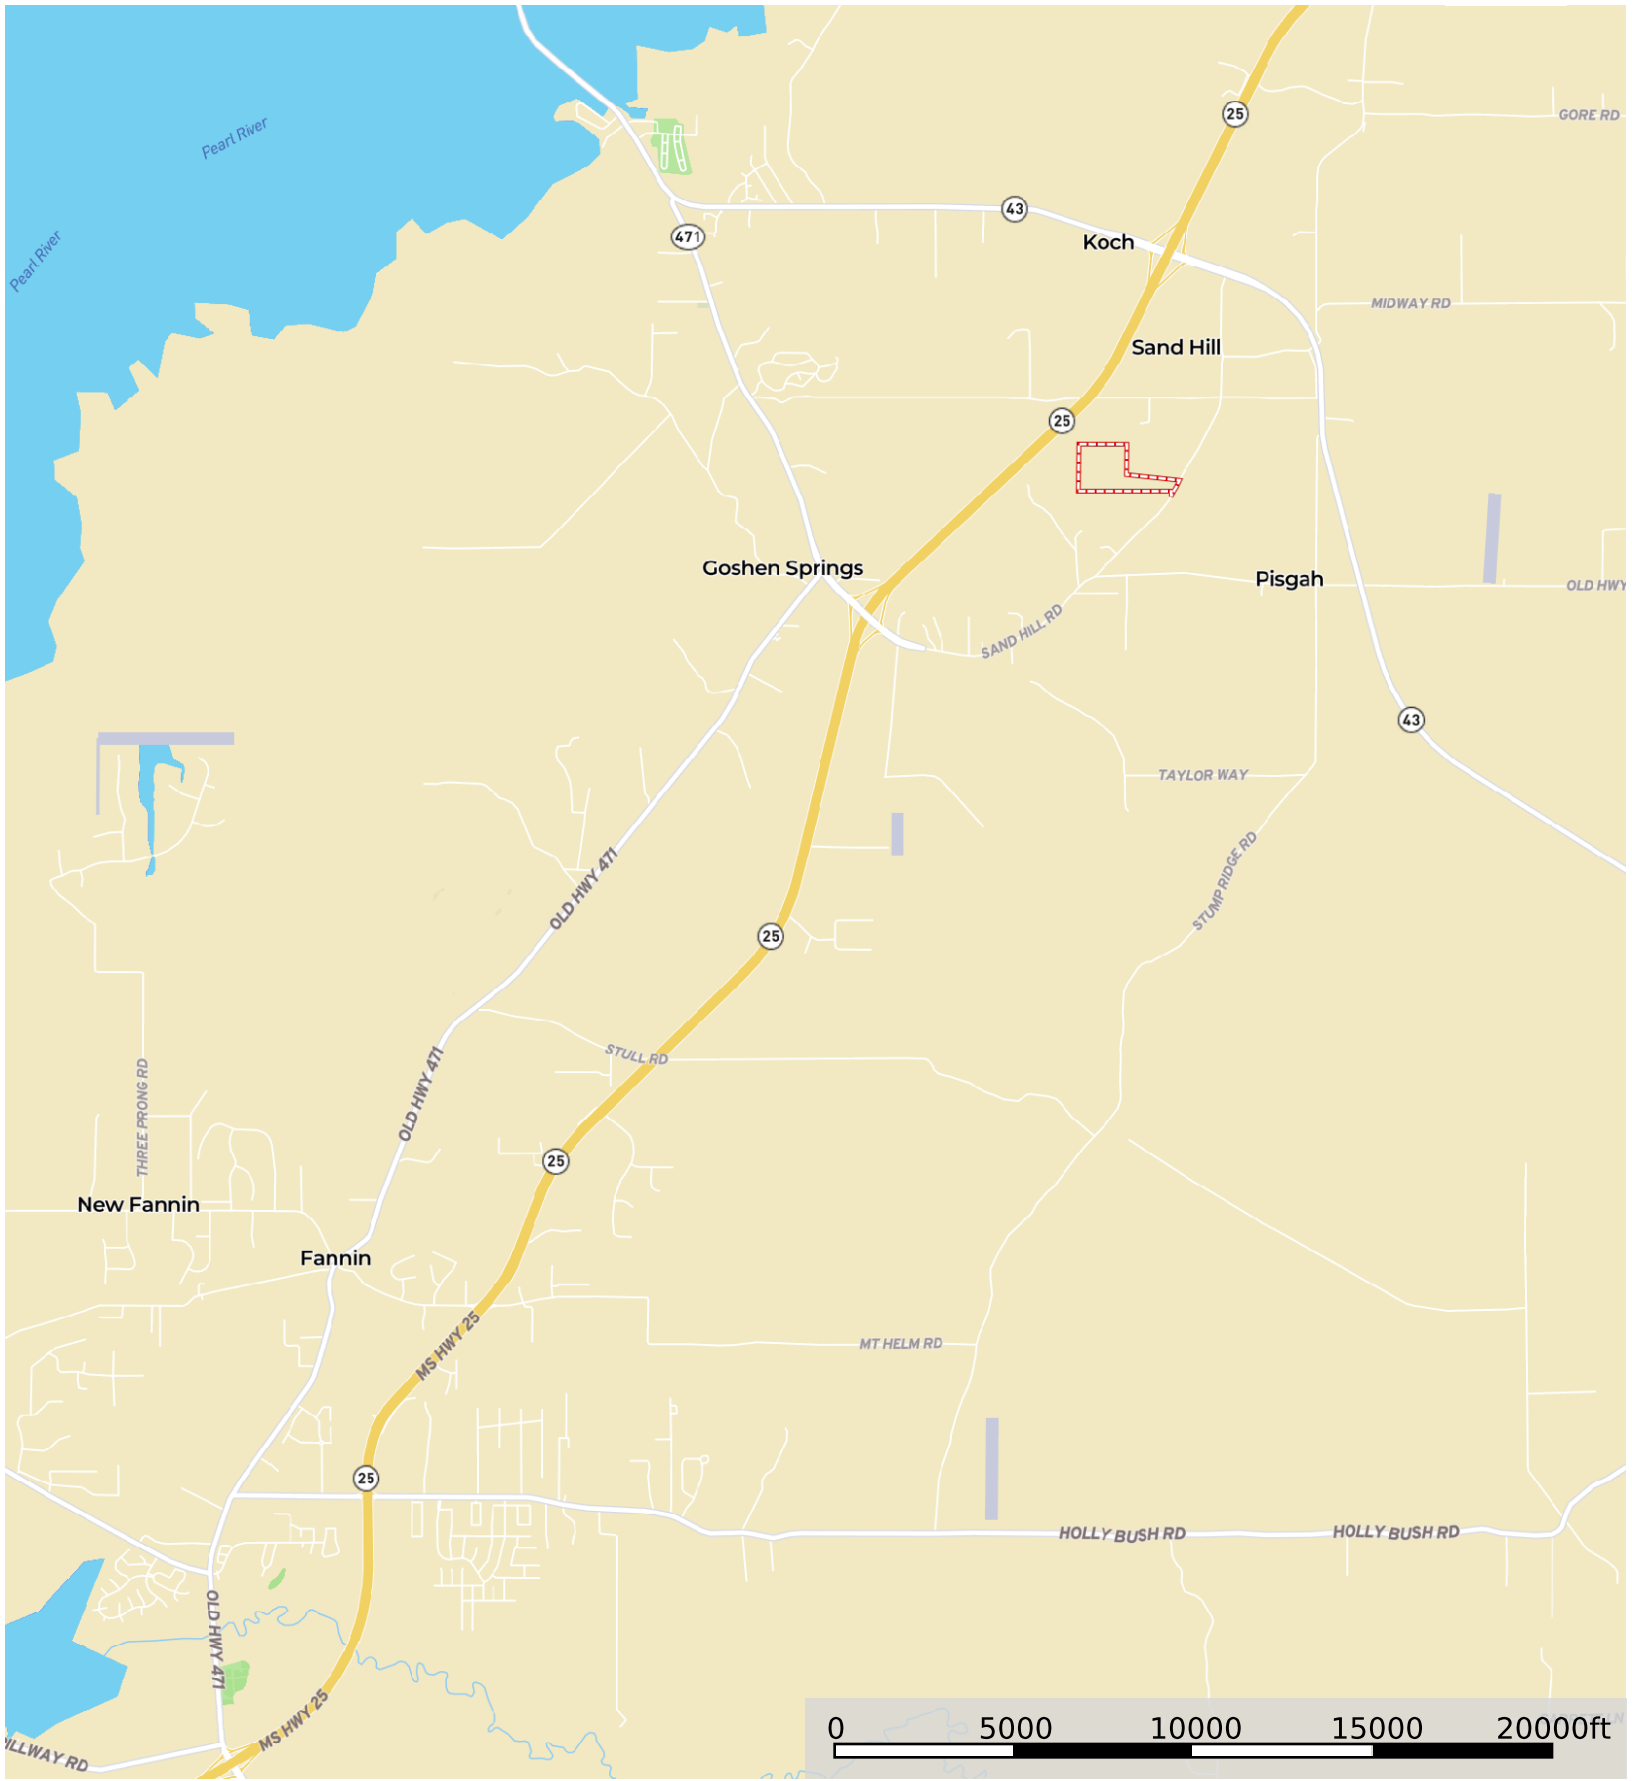 Pearl River
25
GORE RD
43
471
Koch
Pearl River
MIDWAY RD
Sand Hill
25
Goshen Springs
Pisgah
OLD HWY
SAND HILL RD
43
TAYLOR WAY
OLD HWY 471
STUMP RIDGE RD
25
STULL RD
OLD HWY 471
THREE PRONG RD
25
New Fannin
Fannin
MS HWY 25
MT HELM RD
25
HOLLY BUSH RD
HOLLY BUSH RD
OLD HWY 471
MS HWY 25
ILLWAY RD
0 5000 10000 15000 20000ft